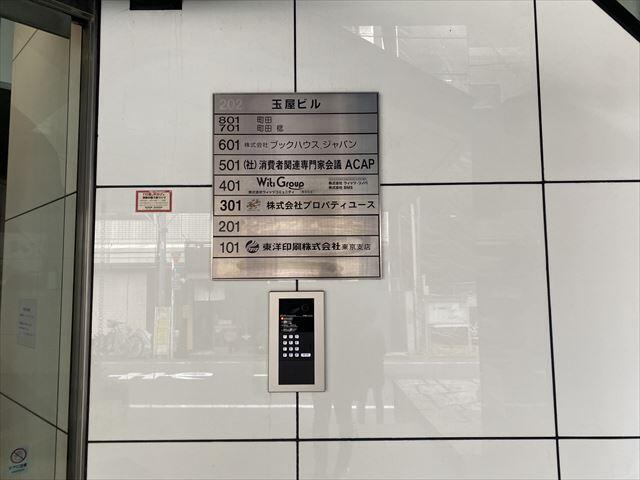 202 玉屋ビル
801 町田
701 町田 稔
601 株式会社 ブックハウス ジャパン
501 (社)消費者関連専門家会議 ACAP
401 Wits Group
301 株式会社プロパティユース
201
101 東洋印刷株式会社 東京支店